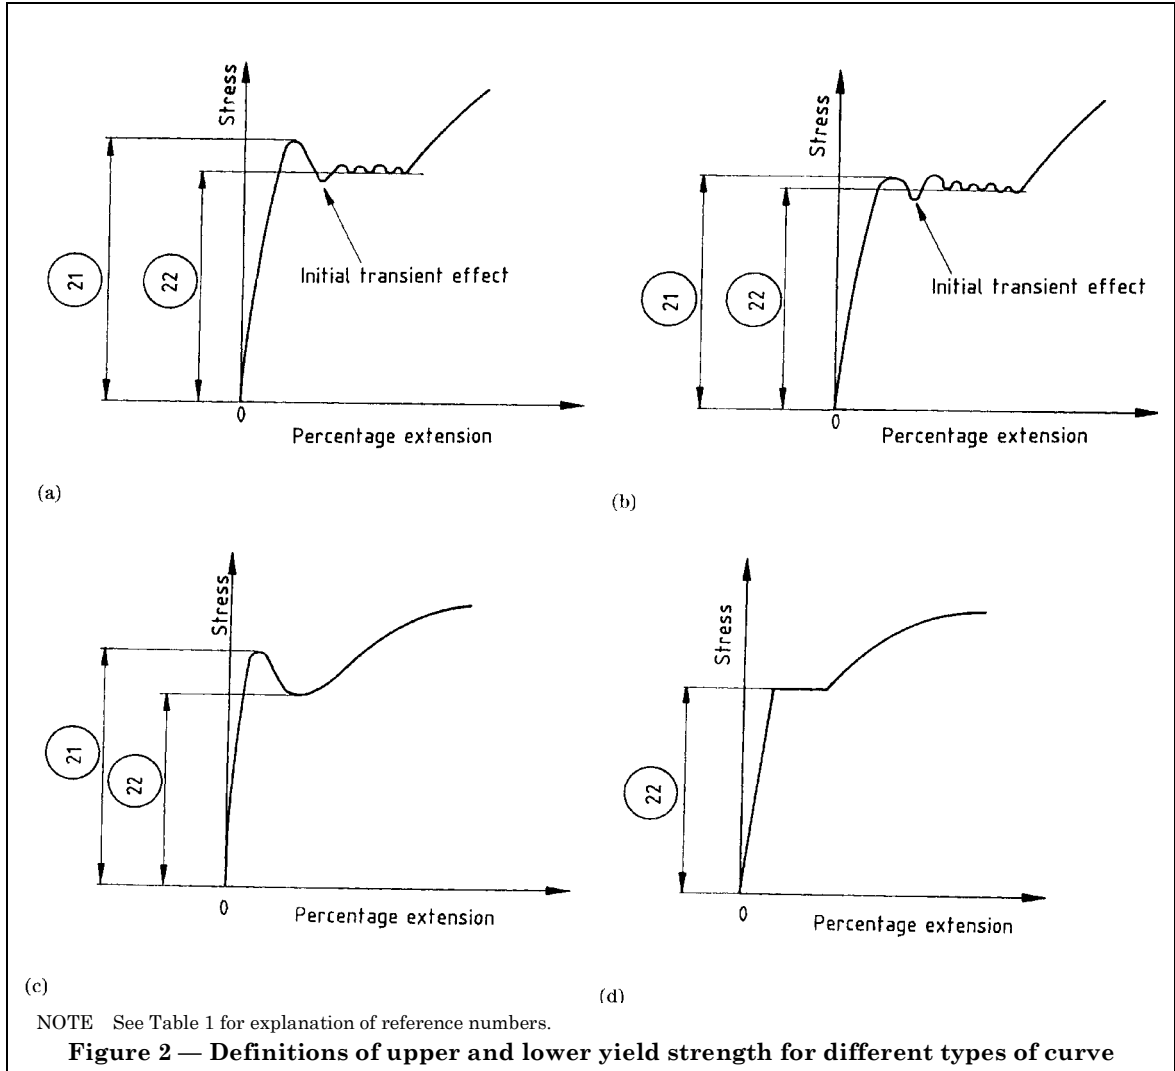 Stress
21
22
Initial transient effect
0
Percentage extension
(a)
Stress
21
22
Initial transient effect
0
Percentage extension
(b)
Stress
21
22
0
Percentage extension
(c)
Stress
22
0
Percentage extension
(d)
NOTE See Table 1 for explanation of reference numbers.
Figure 2 — Definitions of upper and lower yield strength for different types of curve